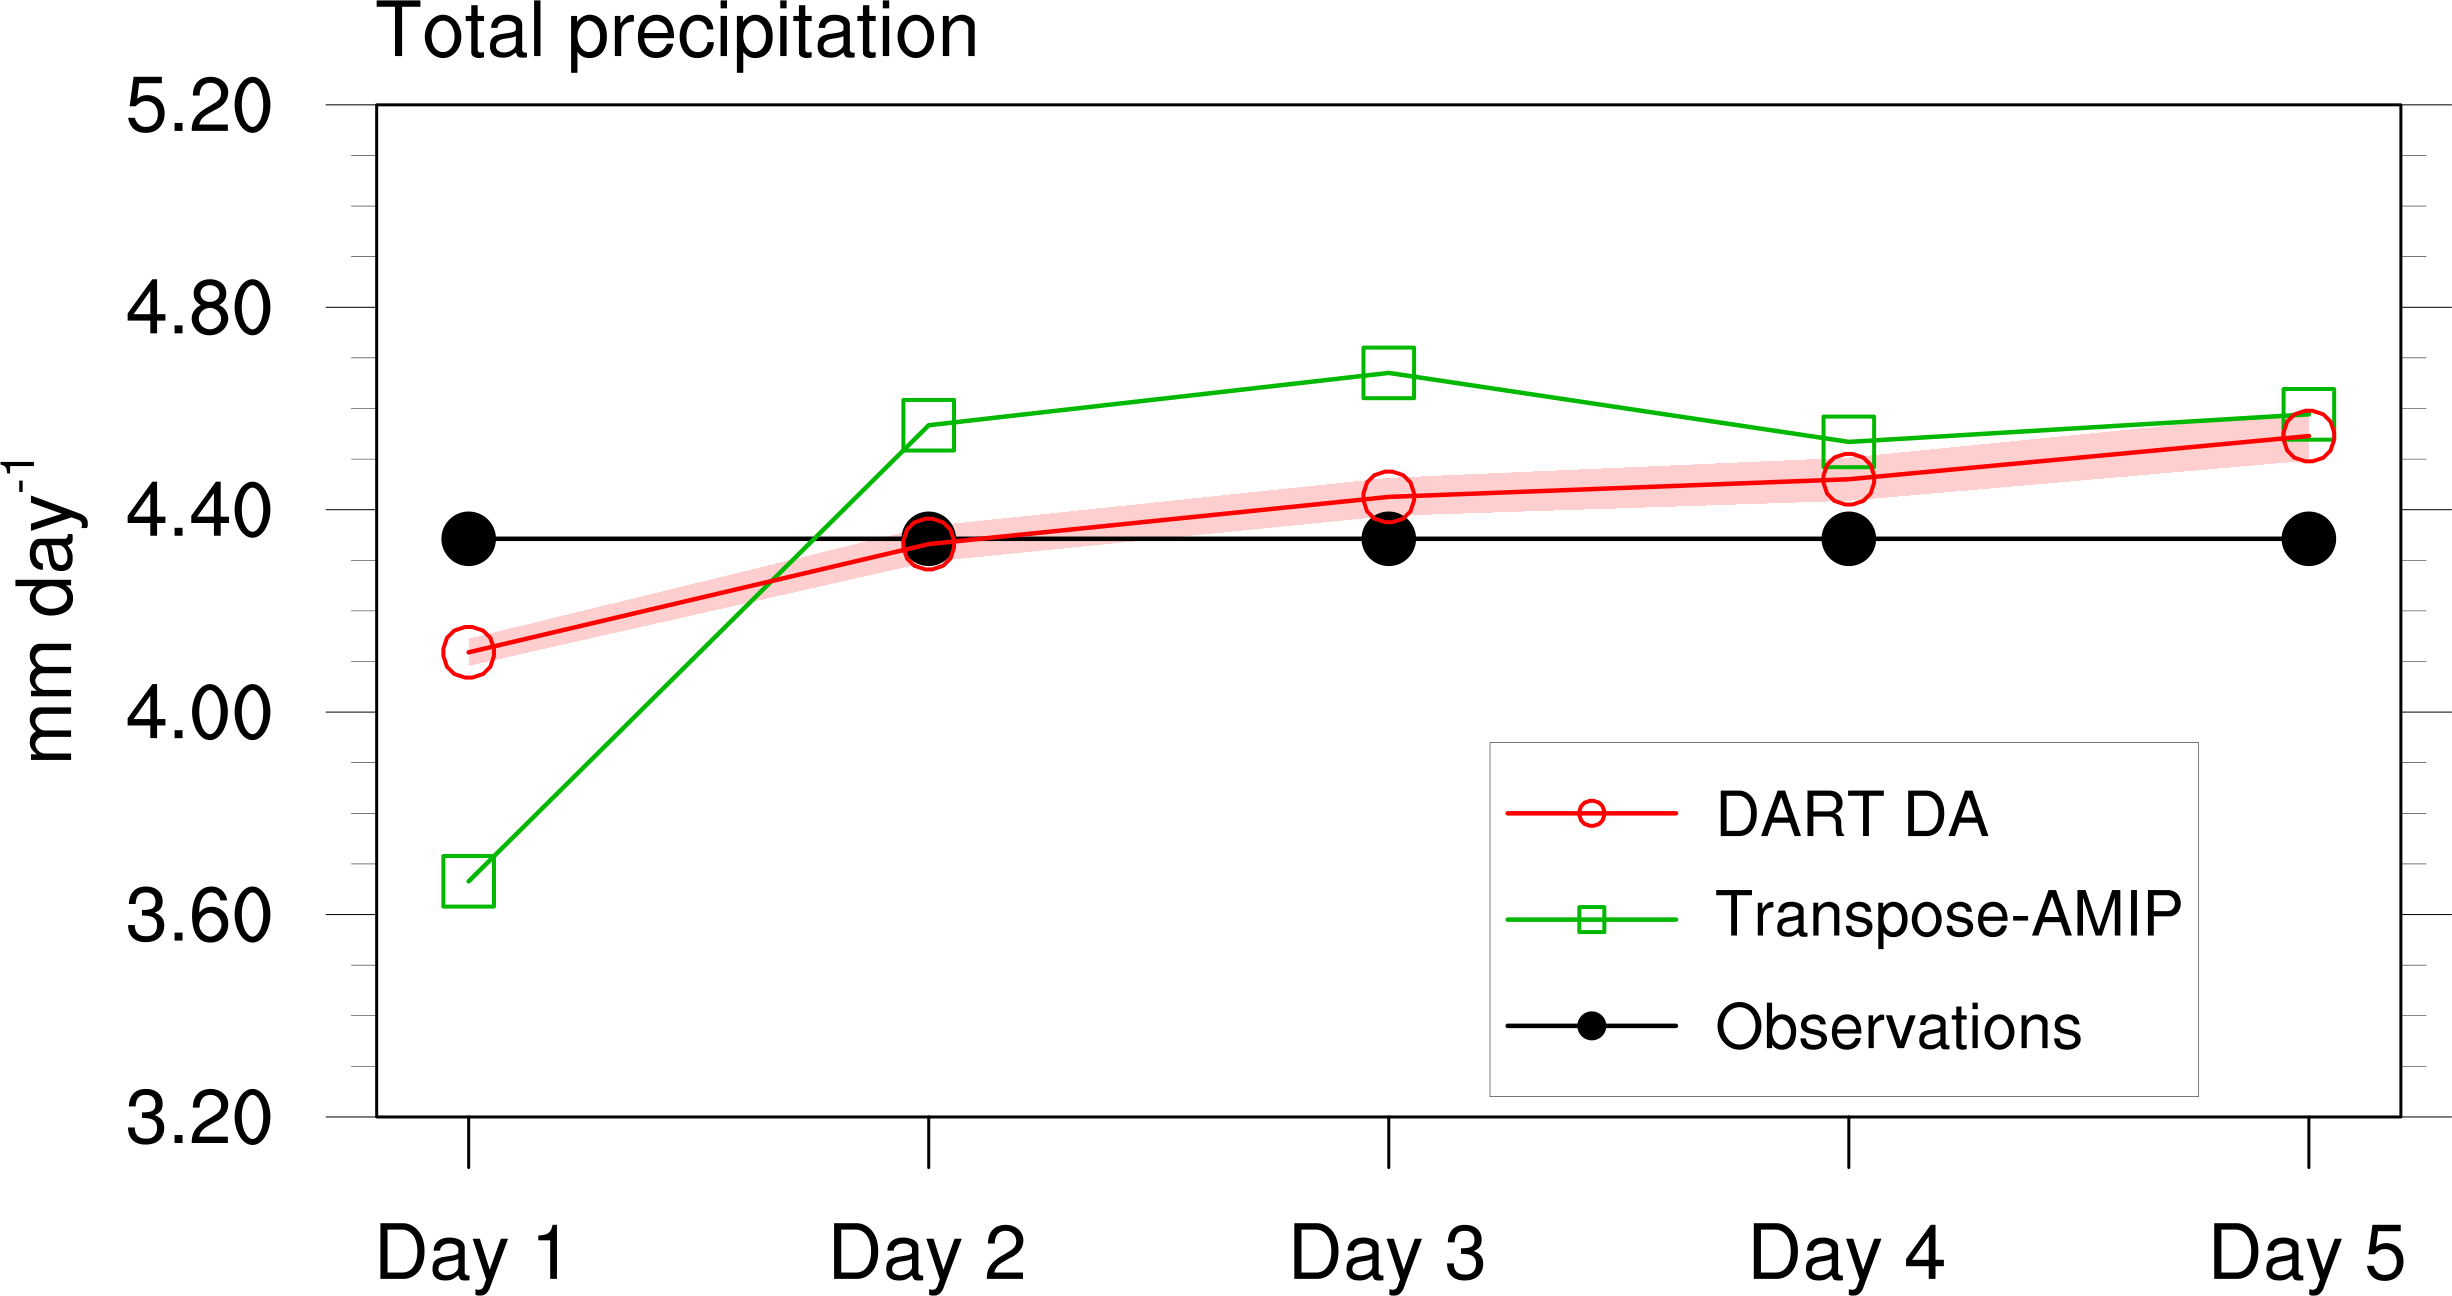 Total precipitation
5.20
4.80
4.40
4.00
3.60
3.20
mm day-1
DART DA
Transpose-AMIP
Observations
Day 1 Day 2 Day 3 Day 4 Day 5